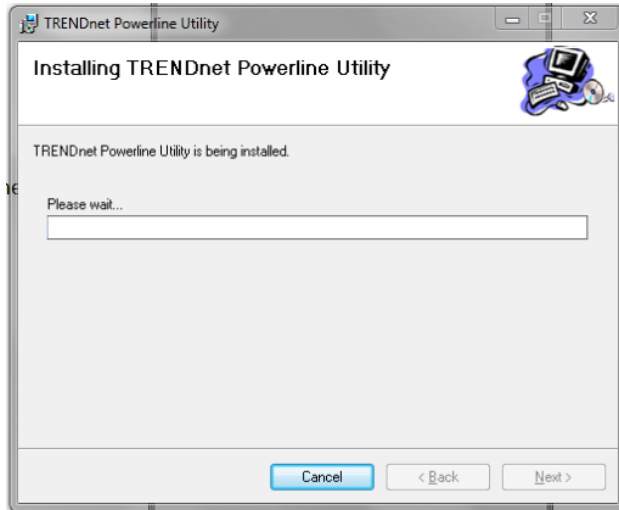 TRENDnet Powerline Utility
Installing TRENDnet Powerline Utility
TRENDnet Powerline Utility is being installed.
Please wait...
Cancel
< Back
Next >